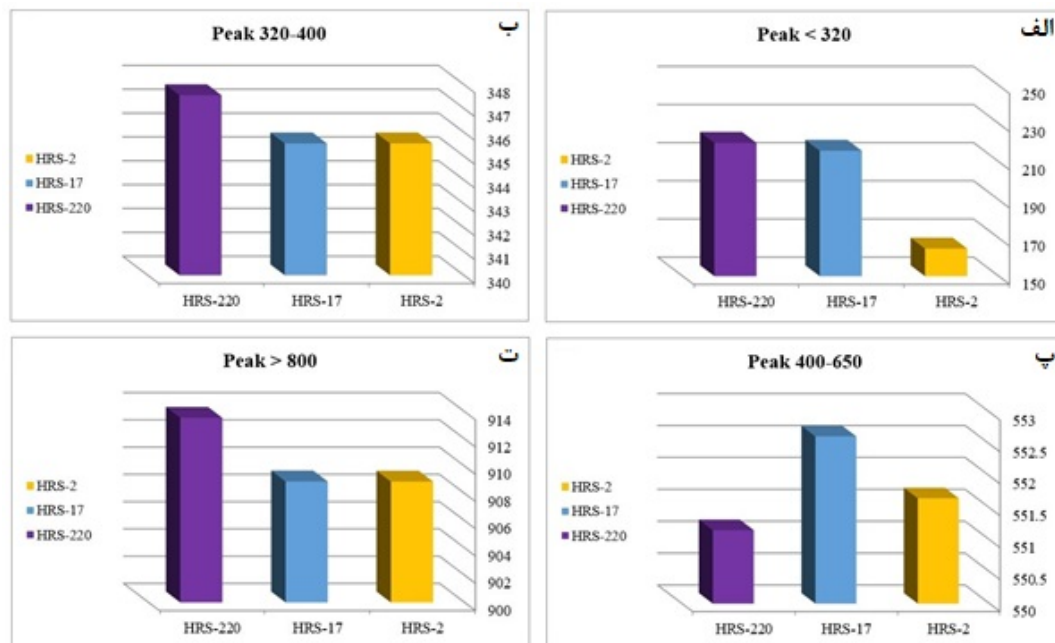 الف
Peak < 320
250
230
210
190
170
150
HRS-2
HRS-17
HRS-220
HRS-220 HRS-17 HRS-2
ب
Peak 320-400
348
347
346
345
344
343
342
341
340
HRS-2
HRS-17
HRS-220
HRS-220 HRS-17 HRS-2
پ
Peak 400-650
553
552.5
552
551.5
551
550.5
550
HRS-2
HRS-17
HRS-220
HRS-220 HRS-17 HRS-2
ت
Peak > 800
914
912
910
908
906
904
902
900
HRS-2
HRS-17
HRS-220
HRS-220 HRS-17 HRS-2